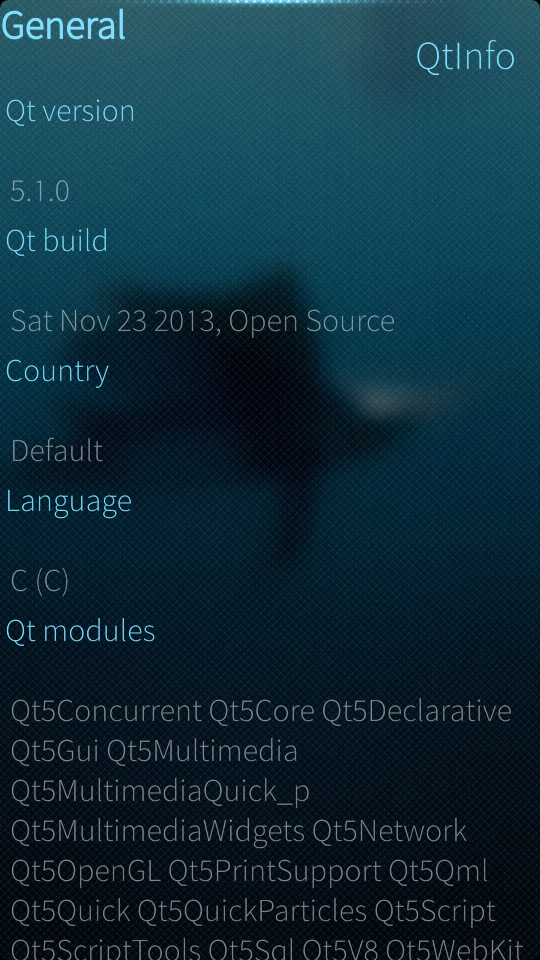 General
QtInfo
Qt version
5.1.0
Qt build
Sat Nov 23 2013, Open Source
Country
Default
Language
C (C)
Qt modules
Qt5Concurrent Qt5Core Qt5Declarative
Qt5Gui Qt5Multimedia
Qt5MultimediaQuick_p
Qt5MultimediaWidgets Qt5Network
Qt5OpenGL Qt5PrintSupport Qt5Qml
Qt5Quick Qt5QuickParticles Qt5Script
Qt5ScriptTools Qt5Sql Qt5V8 Qt5WebKit